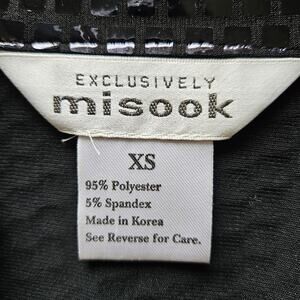 EXCLUSIVELY
misook
XS
95% Polyester
5% Spandex
Made in Korea
See Reverse for Care.